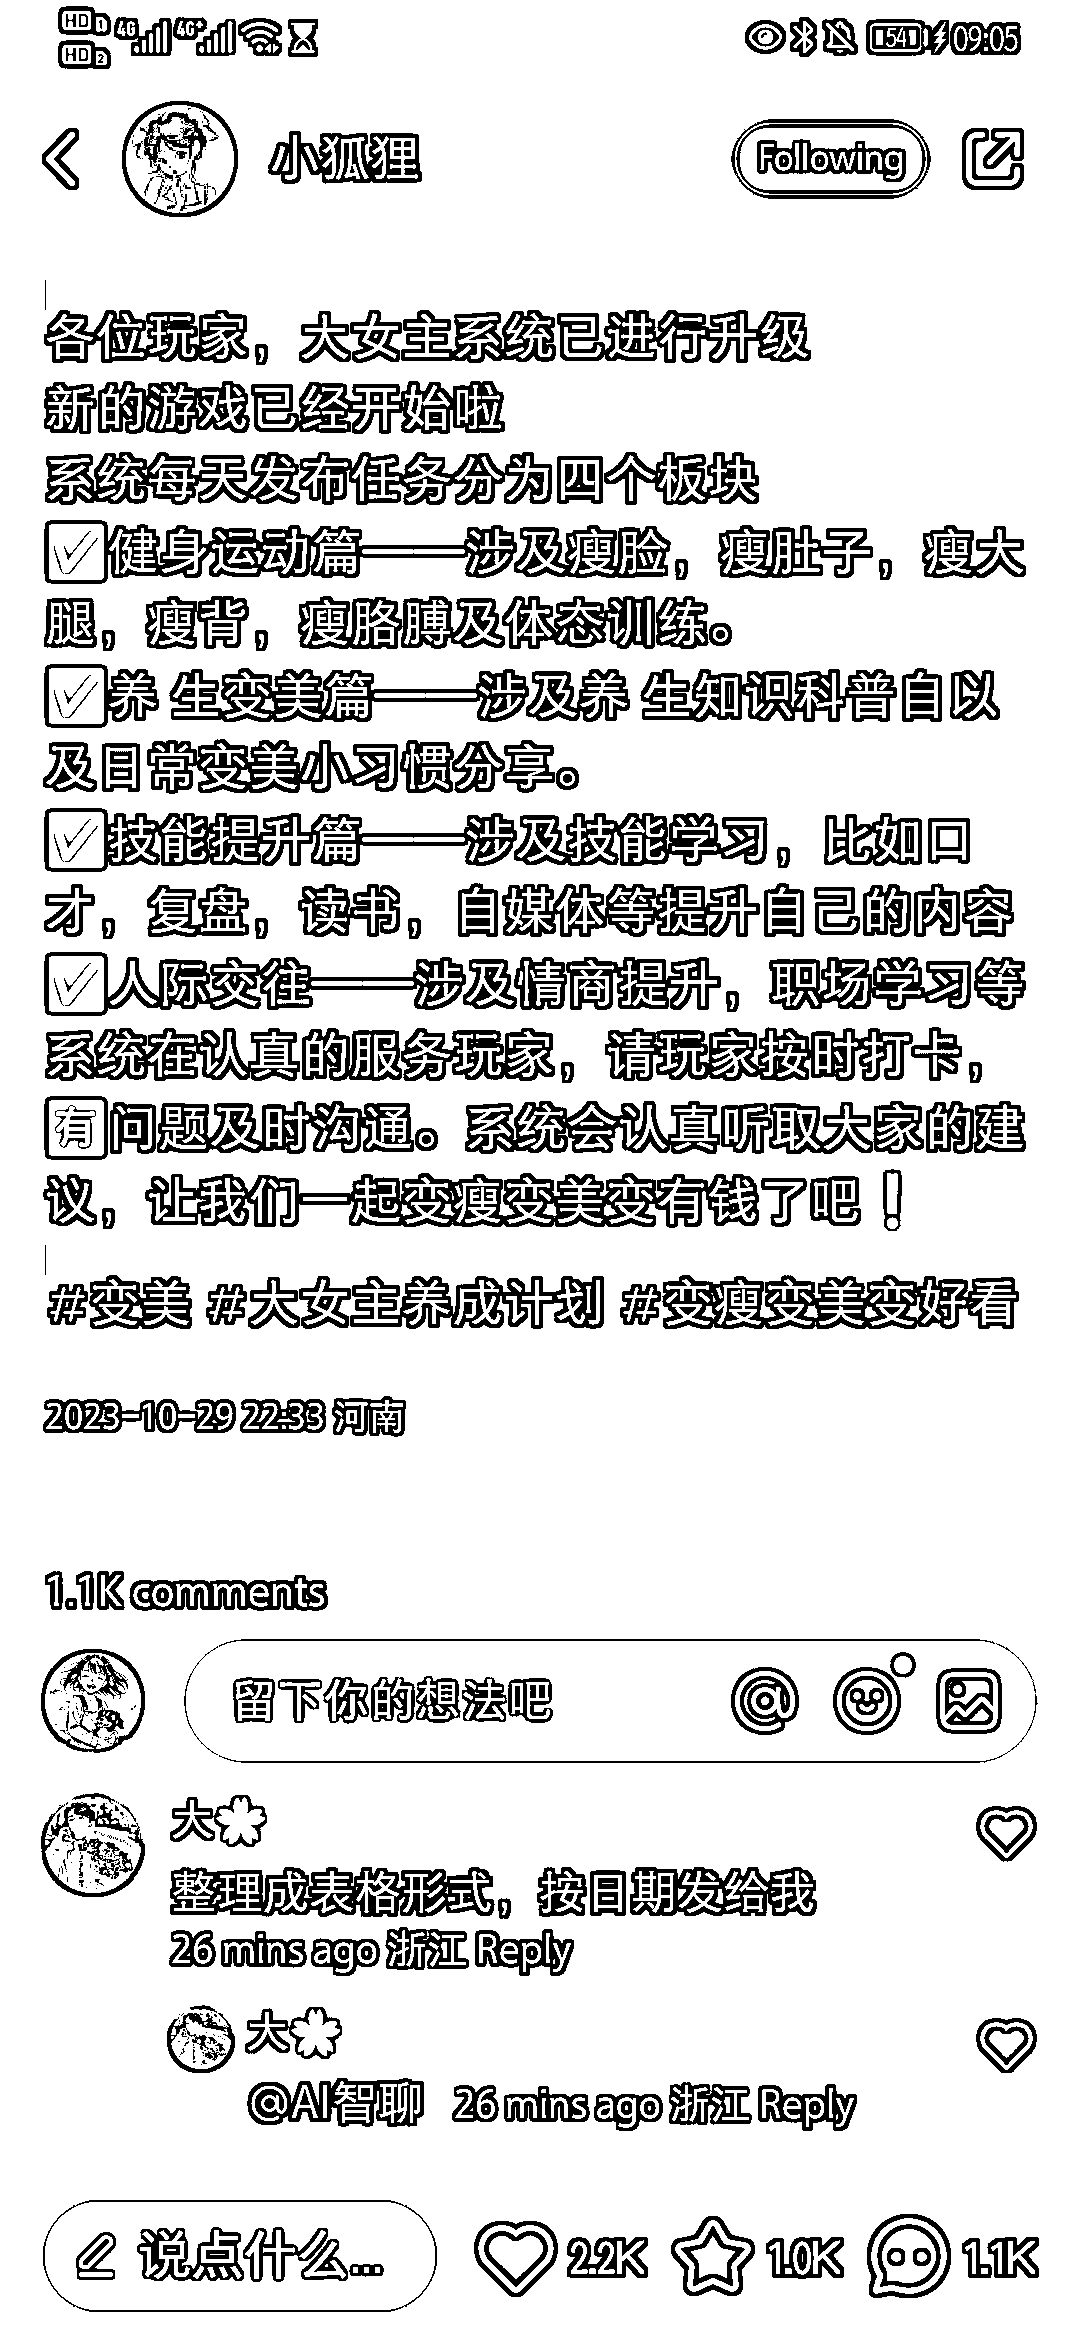 HD 1 4G 4G+ 54 09:05
HD 2
小狐狸 Following
各位玩家，大女主系统已进行升级
新的游戏已经开始啦
系统每天发布任务分为四个板块
✅健身运动篇——涉及瘦脸，瘦肚子，瘦大
腿，瘦背，瘦胳膊及体态训练。
✅养 生变美篇——涉及养 生知识科普自以
及日常变美小习惯分享。
✅技能提升篇——涉及技能学习，比如口
才，复盘，读书，自媒体等提升自己的内容
✅人际交往——涉及情商提升，职场学习等
系统在认真的服务玩家，请玩家按时打卡，
🈶问题及时沟通。系统会认真听取大家的建
议，让我们一起变瘦变美变有钱了吧❗
#变美 #大女主养成计划 #变瘦变美变好看
2023-10-29 22:33 河南
1.1K comments
留下你的想法吧
大🌸
整理成表格形式，按日期发给我
26 mins ago 浙江 Reply
大🌸
@AI智聊 26 mins ago 浙江 Reply
说点什么... 2.2K 1.0K 1.1K